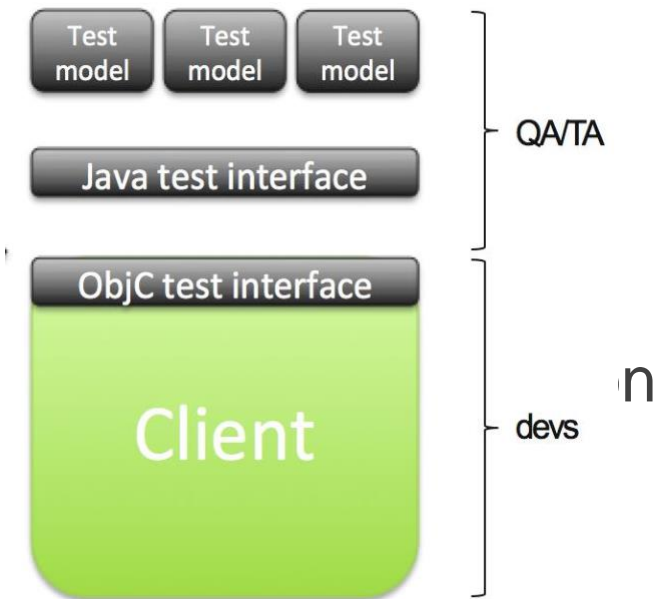 Test
model
Test
model
Test
model
QA/TA
Java test interface
ObjC test interface
Client
devs